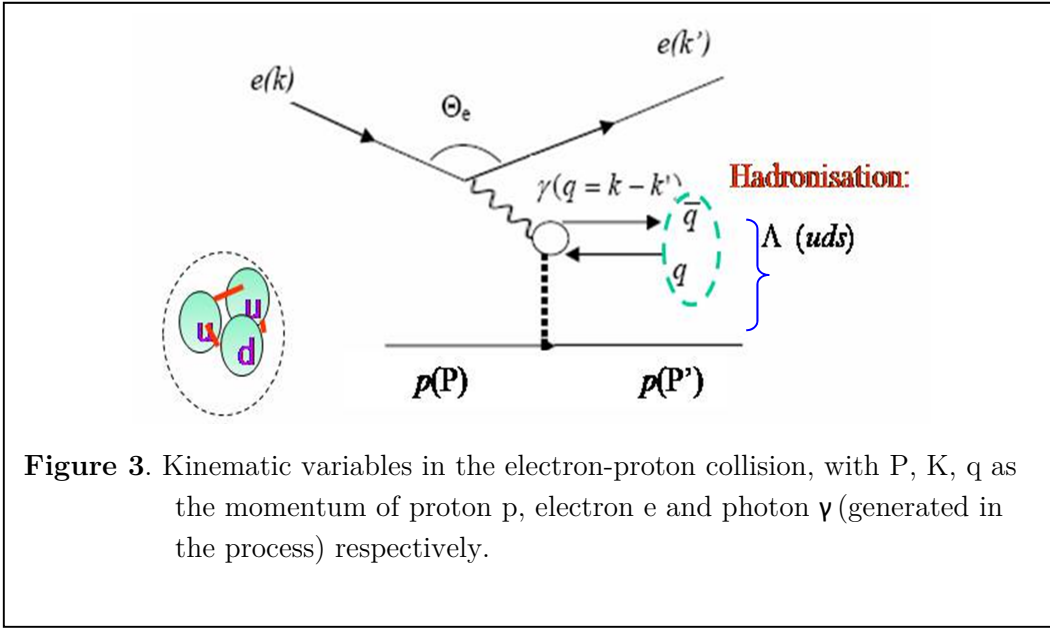 e(k')
e(k)
Θe
γ(q = k – k')
Hadronisation:
q̄
Λ (uds)
q
u
u
d
p(P)
p(P')
Figure 3. Kinematic variables in the electron-proton collision, with P, K, q as
the momentum of proton p, electron e and photon γ (generated in
the process) respectively.